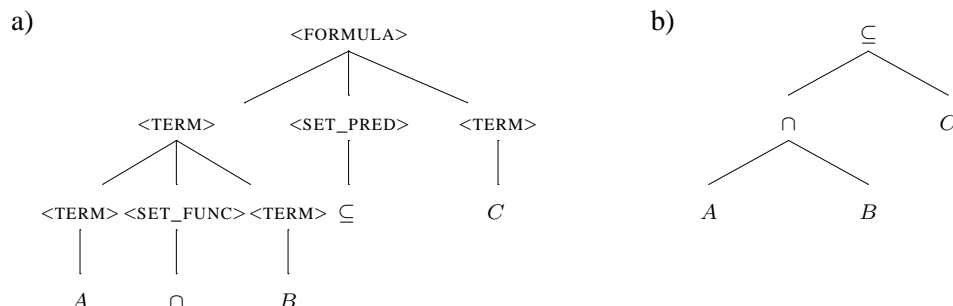 a) b)
<FORMULA> ⊆
<TERM> <SET_PRED> <TERM> ∩ C
<TERM> <SET_FUNC> <TERM> ⊆ C A B
A ∩ B